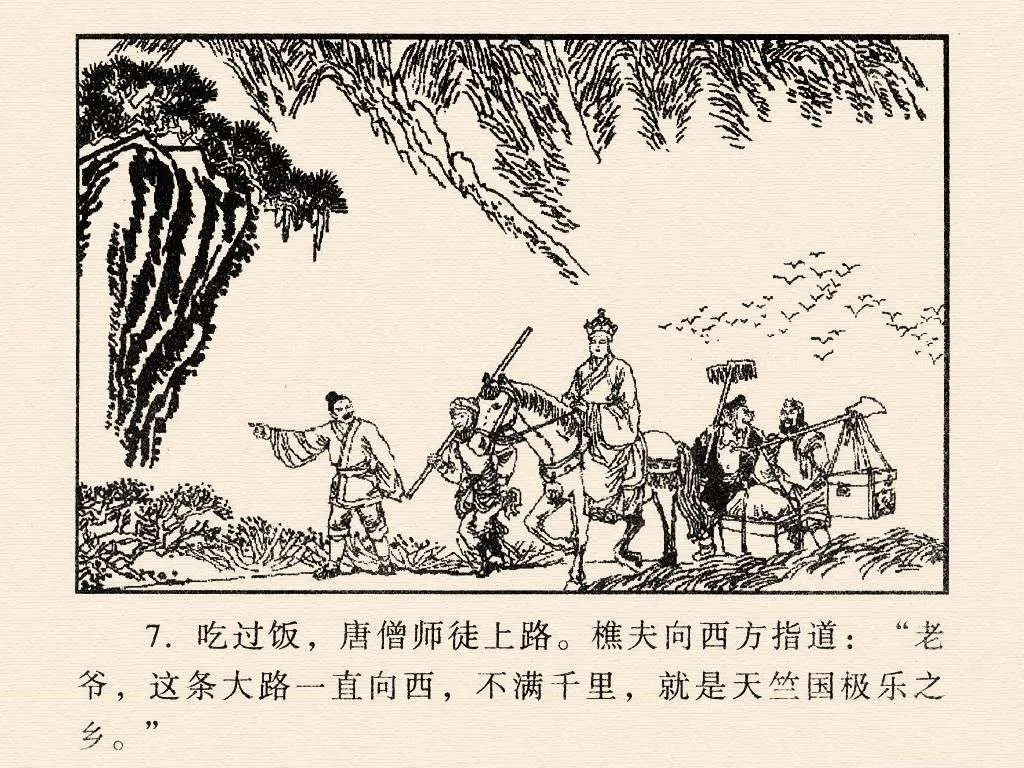 7. 吃过饭，唐僧师徒上路。樵夫向西方指道：“老
爷，这条大路一直向西，不满千里，就是天竺国极乐之
乡。”